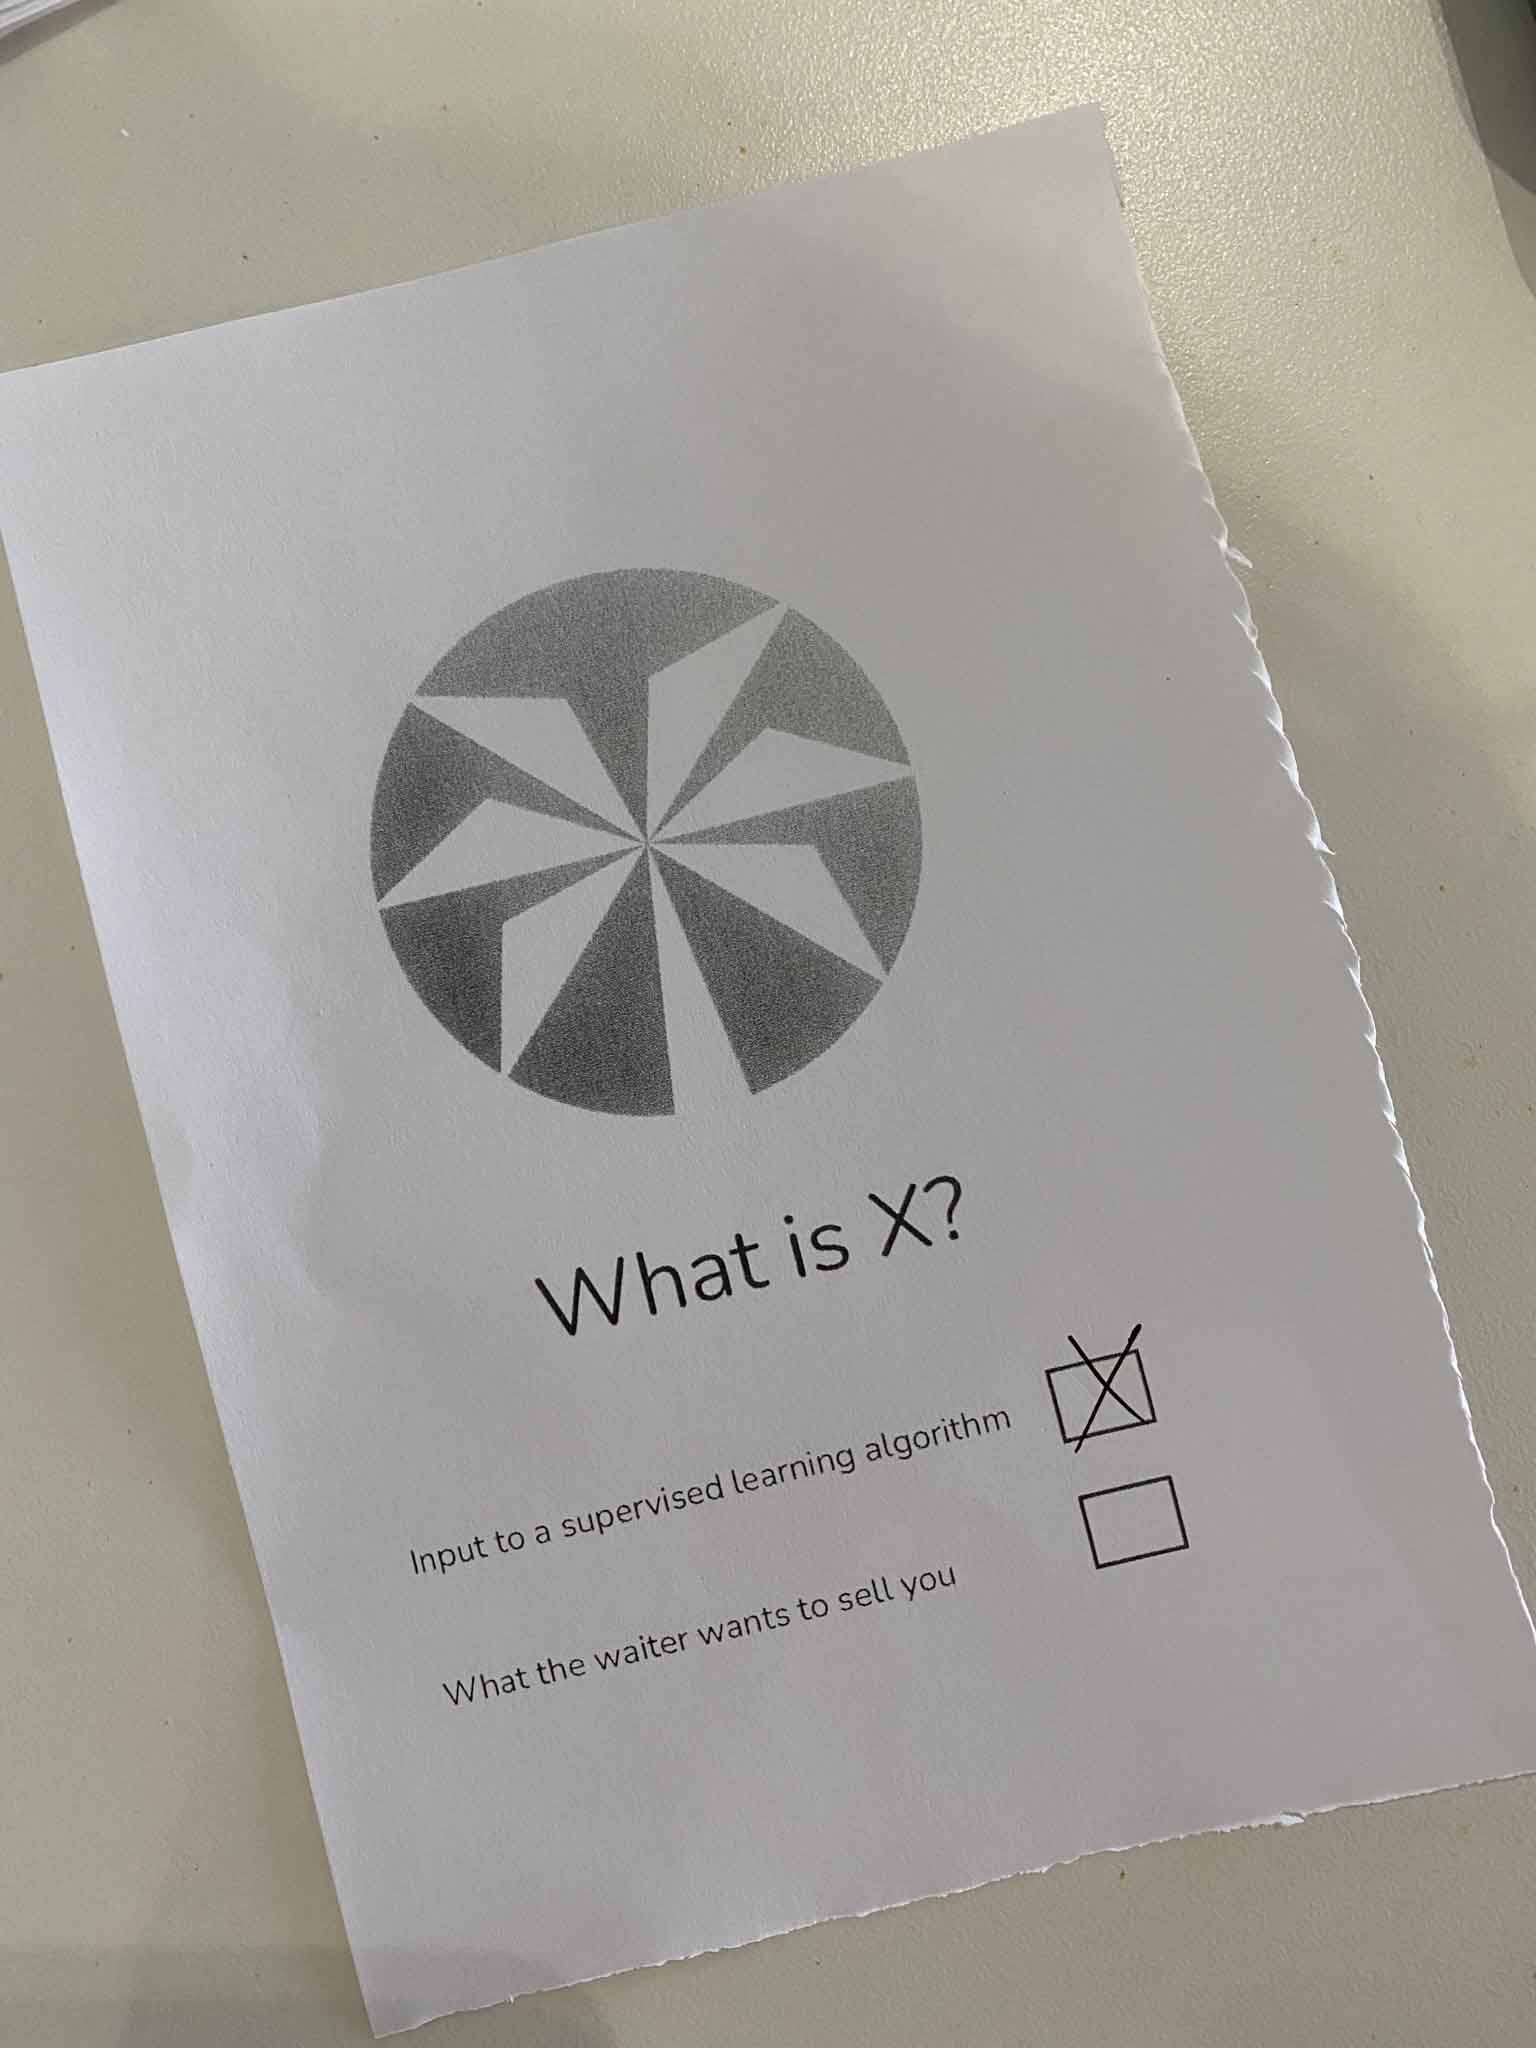 What is X?
Input to a supervised learning algorithm
What the waiter wants to sell you